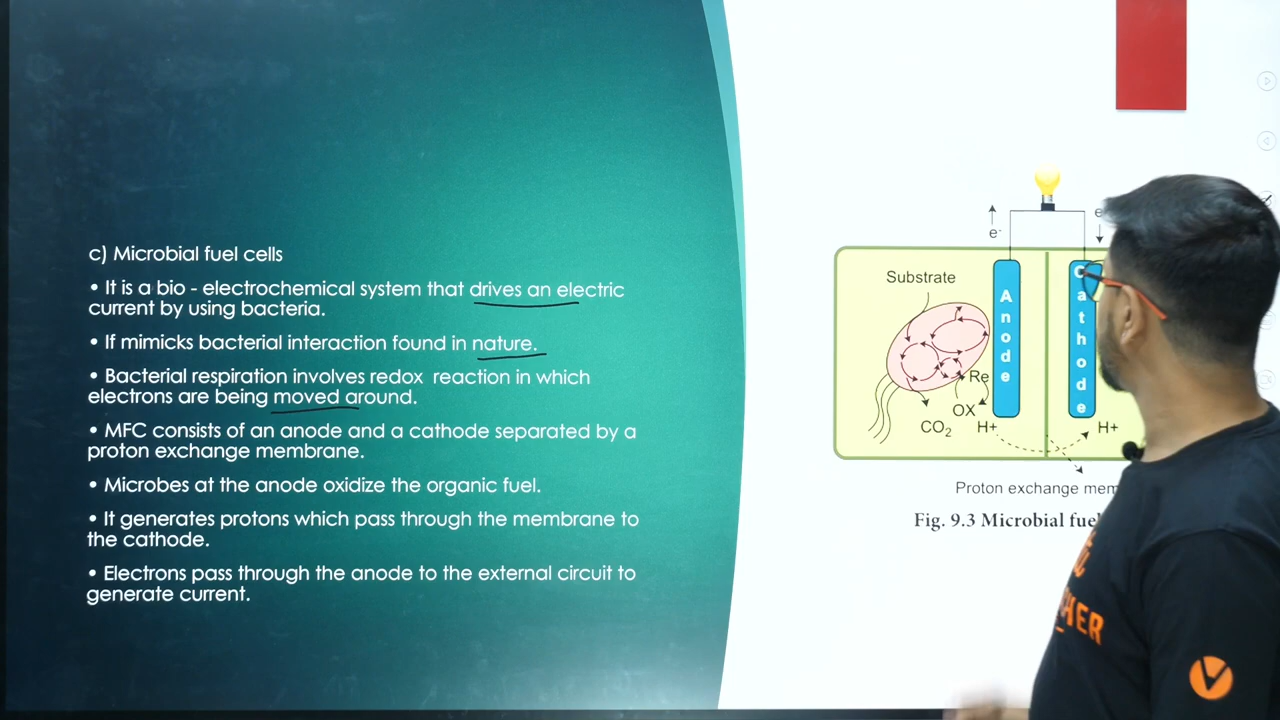 c) Microbial fuel cells
• It is a bio - electrochemical system that drives an electric
current by using bacteria.
• If mimicks bacterial interaction found in nature.
• Bacterial respiration involves redox reaction in which
electrons are being moved around.
• MFC consists of an anode and a cathode separated by a
proton exchange membrane.
• Microbes at the anode oxidize the organic fuel.
• It generates protons which pass through the membrane to
the cathode.
• Electrons pass through the anode to the external circuit to
generate current.
e-
e
Substrate
Anode
Cathode
Re
OX
CO2
H+
H+
Proton exchange
Fig. 9.3 Microbial